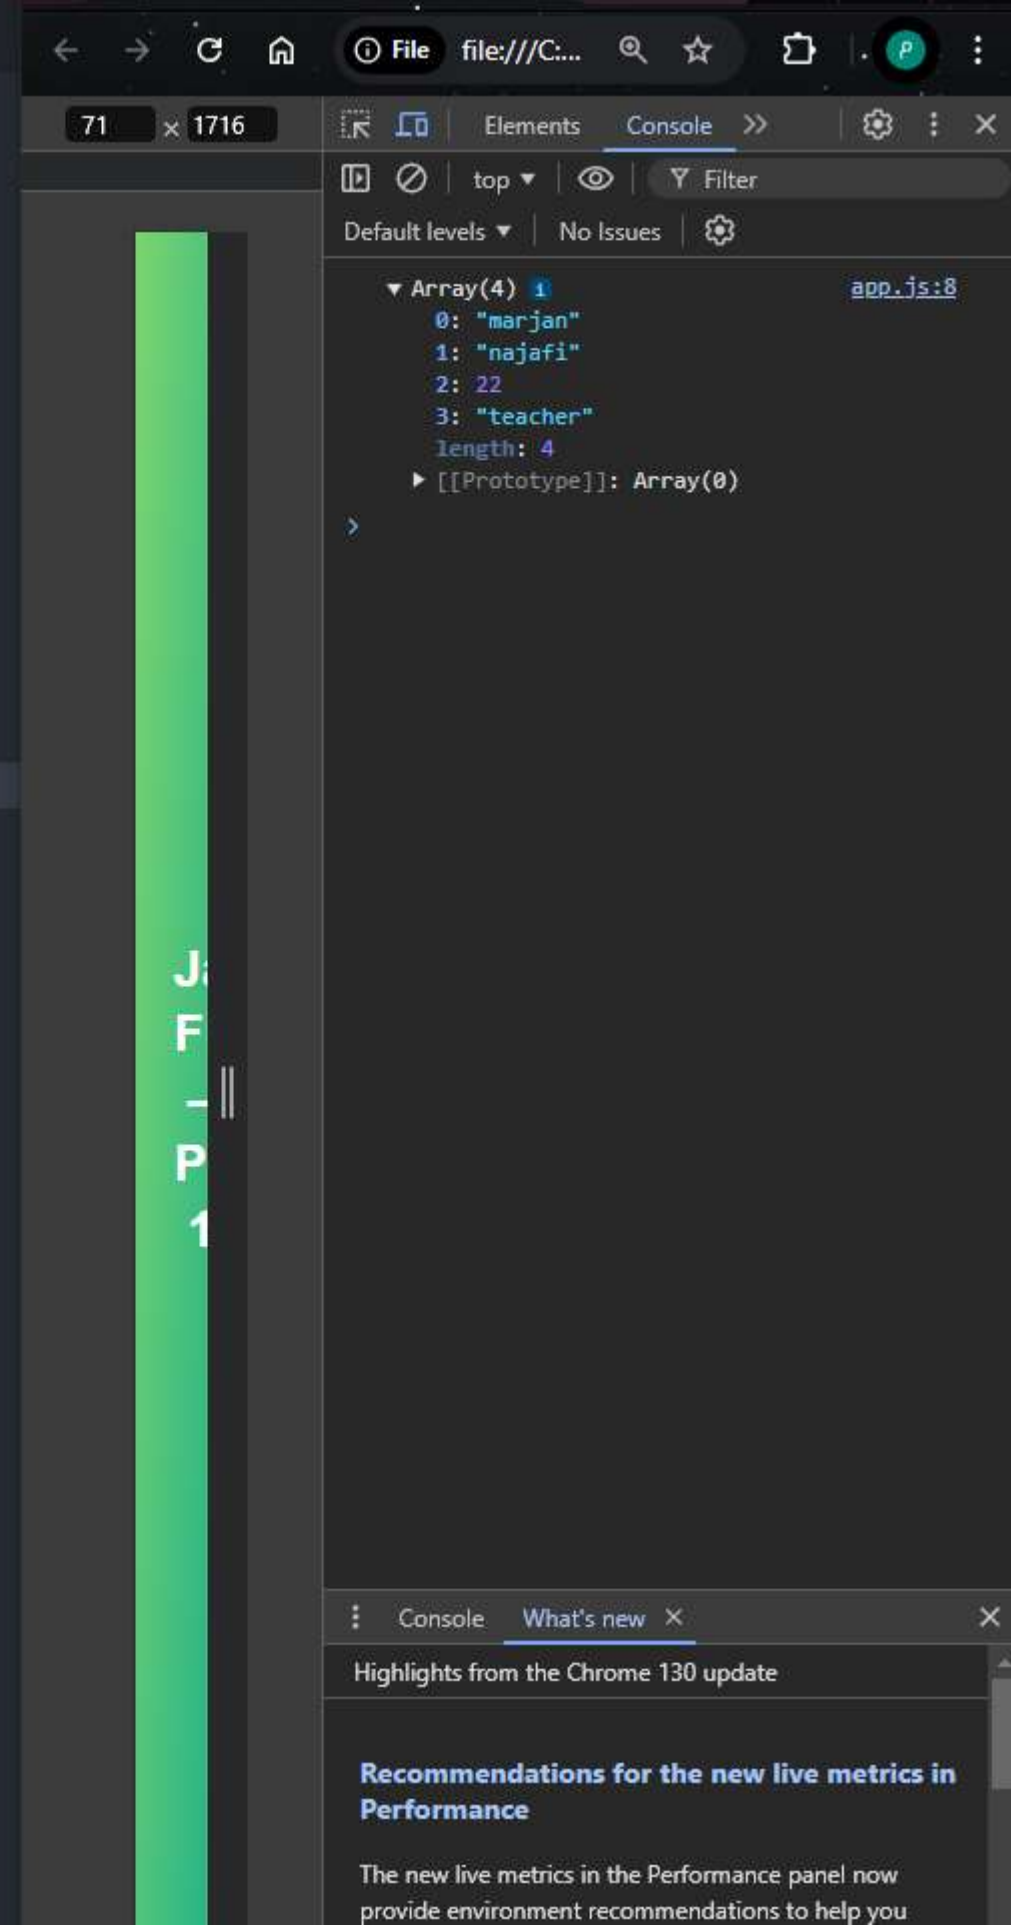 File file:///C:...
P
71 × 1716
Elements Console
top Filter
Default levels No Issues
Array(4) i app.js:8
0: "marjan"
1: "najafi"
2: 22
3: "teacher"
length: 4
[[Prototype]]: Array(0)
J
F
–
P
1
Console What's new
Highlights from the Chrome 130 update
Recommendations for the new live metrics in
Performance
The new live metrics in the Performance panel now
provide environment recommendations to help you